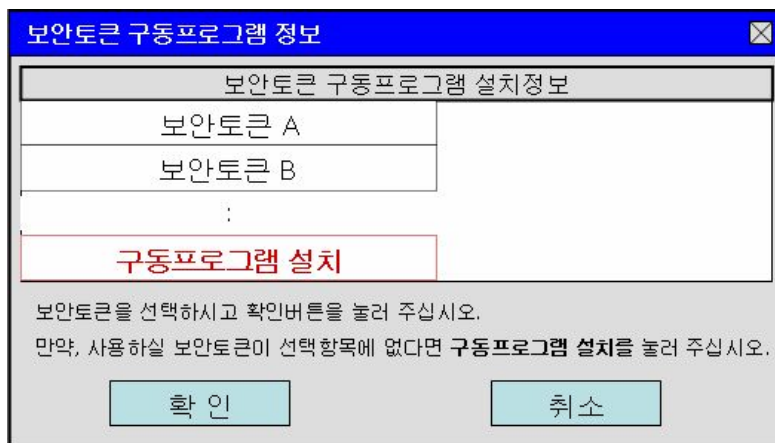 보안토큰 구동프로그램 정보
보안토큰 구동프로그램 설치정보
보안토큰 A
보안토큰 B
:
구동프로그램 설치
보안토큰을 선택하시고 확인버튼을 눌러 주십시오.
만약, 사용하실 보안토큰이 선택항목에 없다면 구동프로그램 설치를 눌러 주십시오.
확 인 취소